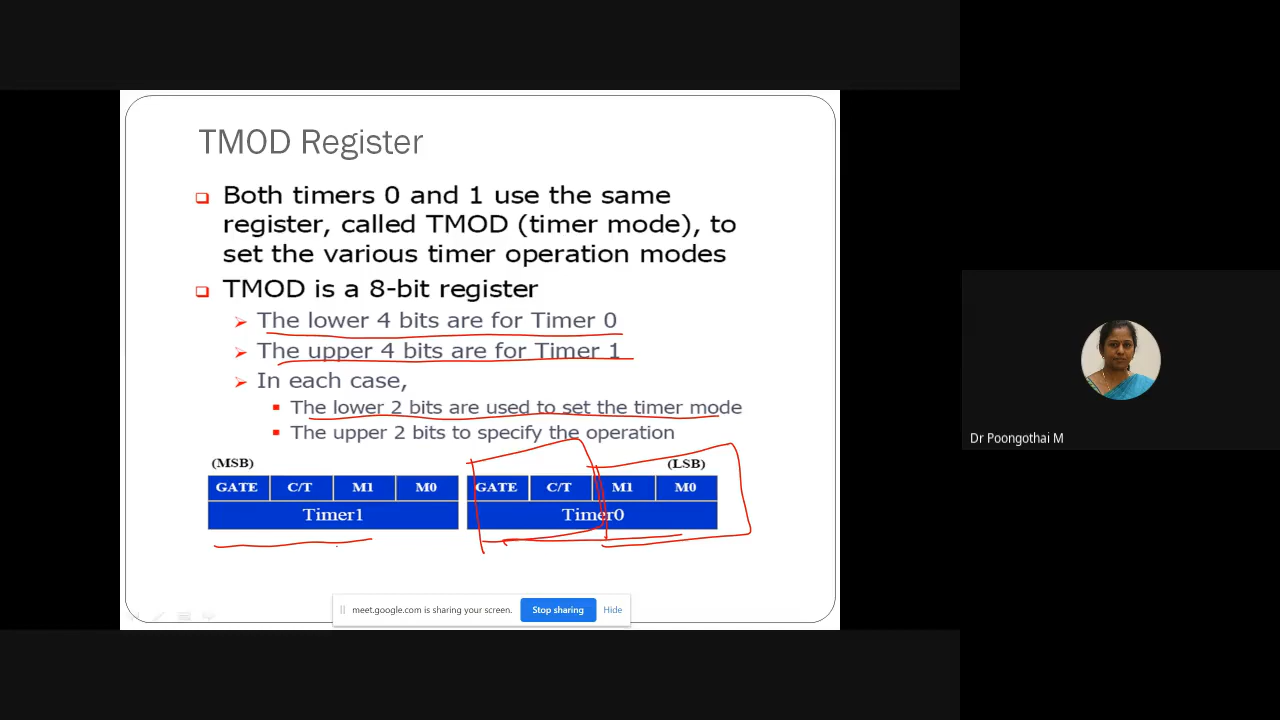 TMOD Register
Both timers 0 and 1 use the same
register, called TMOD (timer mode), to
set the various timer operation modes
TMOD is a 8-bit register
The lower 4 bits are for Timer 0
The upper 4 bits are for Timer 1
In each case,
The lower 2 bits are used to set the timer mode
The upper 2 bits to specify the operation
(MSB) (LSB)
GATE C/T M1 M0 GATE C/T M1 M0
Timer1 Timer0
meet.google.com is sharing your screen. Stop sharing Hide
Dr Poongothai M